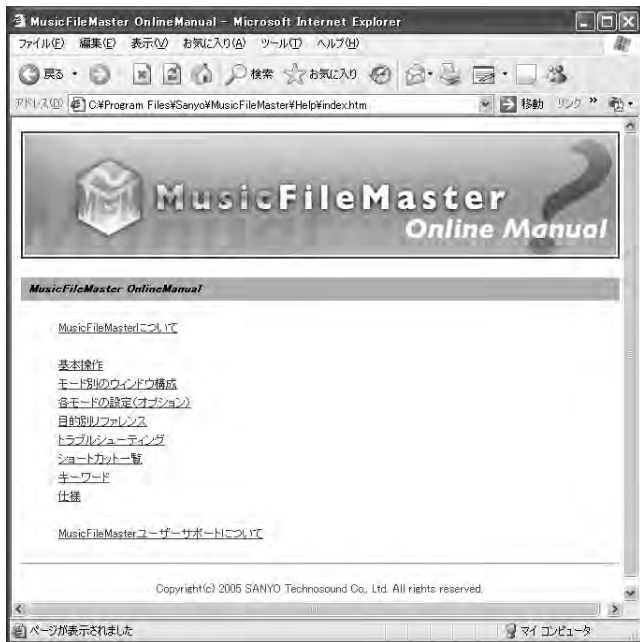 MusicFileMaster OnlineManual - Microsoft Internet Explorer
ファイル(F) 編集(E) 表示(V) お気に入り(A) ツール(T) ヘルプ(H)
戻る 検索 お気に入り
アドレス(D) C:¥Program Files¥Sanyo¥MusicFileMaster¥Help¥index.htm 移動 リンク »
MusicFileMaster
Online Manual
MusicFileMaster OnlineManual
MusicFileMasterについて
基本操作
モード別のウィンドウ構成
各モードの設定(オプション)
目的別リファレンス
トラブルシューティング
ショートカット一覧
キーワード
仕様
MusicFileMasterユーザーサポートについて
Copyright(c) 2005 SANYO Technosound Co., Ltd. All rights reserved.
ページが表示されました マイ コンピュータ